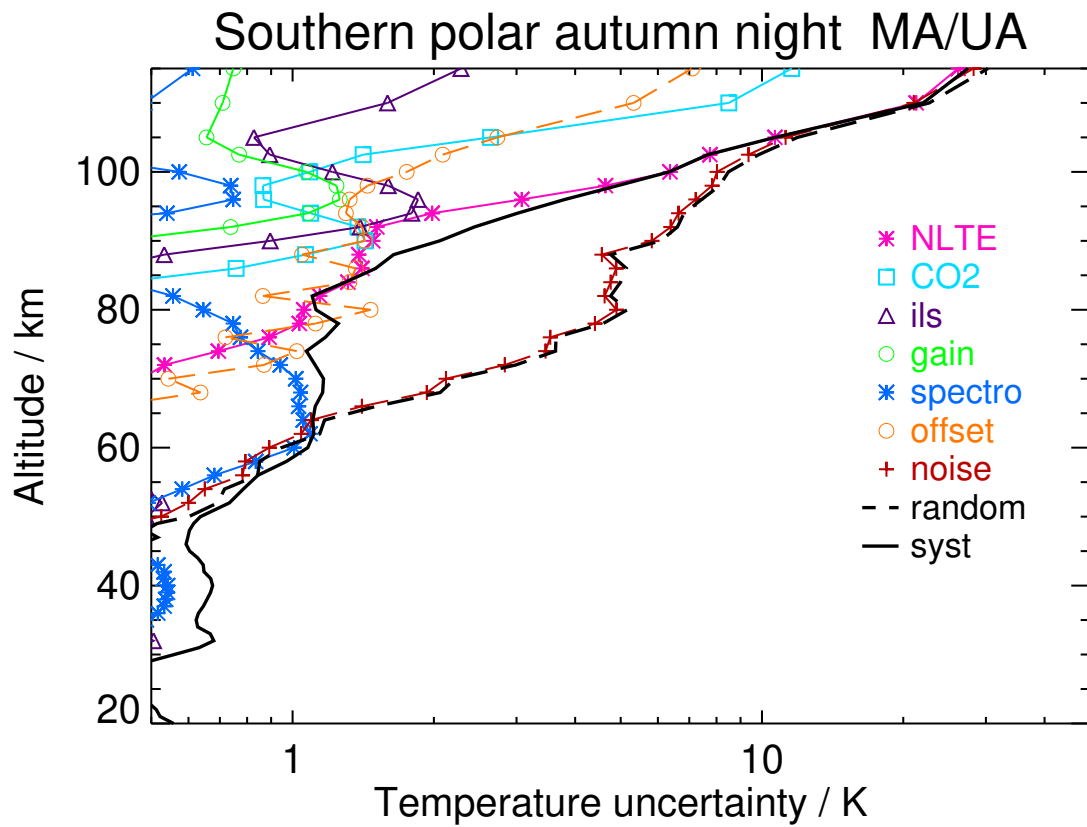 Southern polar autumn night MA/UA
Altitude / km
100
80
60
40
20
NLTE
CO2
ils
gain
spectro
offset
noise
random
syst
1
10
Temperature uncertainty / K